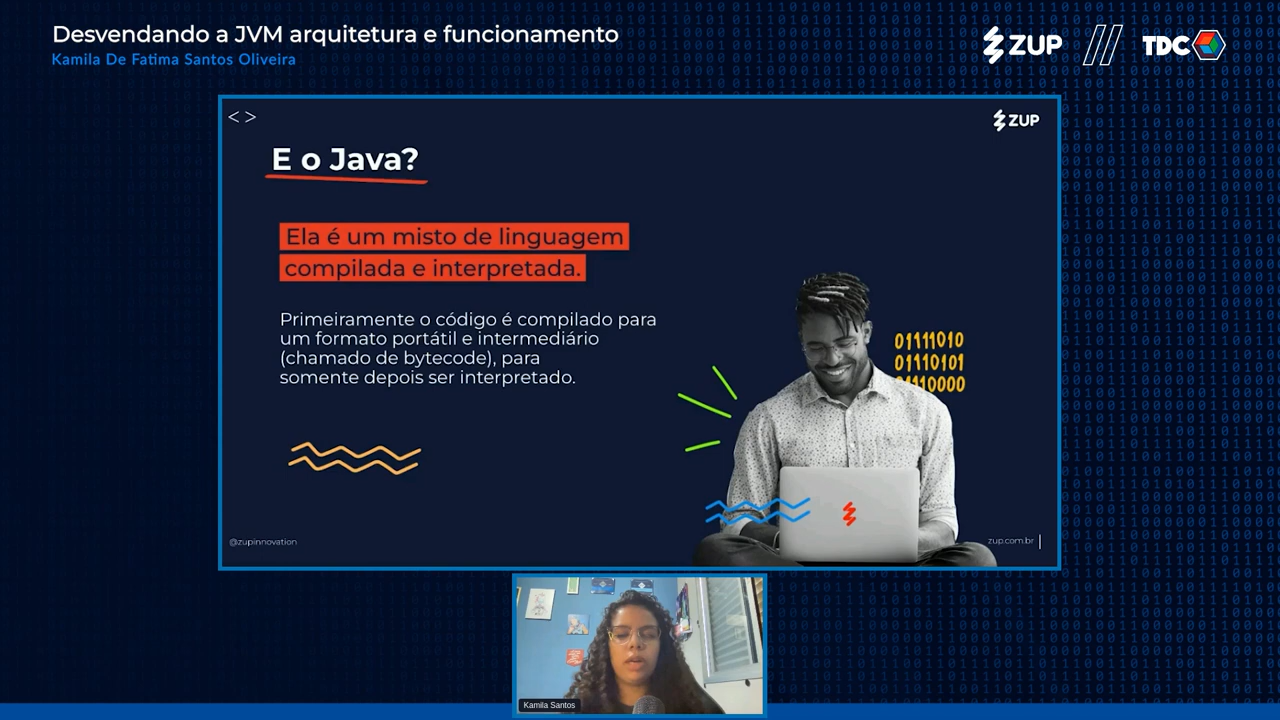 Desvendando a JVM arquitetura e funcionamento
Kamila De Fatima Santos Oliveira
ZUP
TDC
< >
ZUP
E o Java?
Ela é um misto de linguagem
compilada e interpretada.
Primeiramente o código é compilado para
um formato portátil e intermediário
(chamado de bytecode), para
somente depois ser interpretado.
01111010
01110101
01110000
@zupinnovation
zup.com.br
Kamila Santos